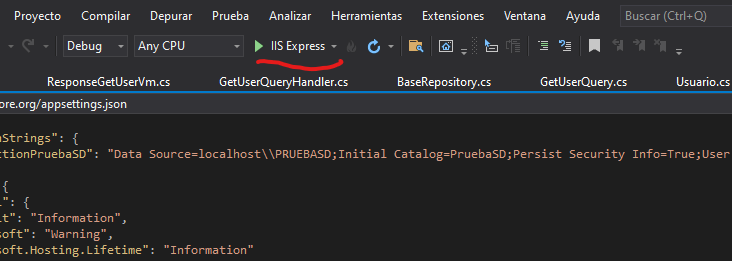 Proyecto Compilar Depurar Prueba Analizar Herramientas Extensiones Ventana Ayuda Buscar (Ctrl+Q)
Debug Any CPU IIS Express
ResponseGetUserVm.cs GetUserQueryHandler.cs BaseRepository.cs GetUserQuery.cs Usuario.cs
ore.org/appsettings.json
nStrings": {
ctionPruebaSD": "Data Source=localhost\\PRUEBASD;Initial Catalog=PruebaSD;Persist Security Info=True;User
{
l": {
lt": "Information",
soft": "Warning",
soft.Hosting.Lifetime": "Information"